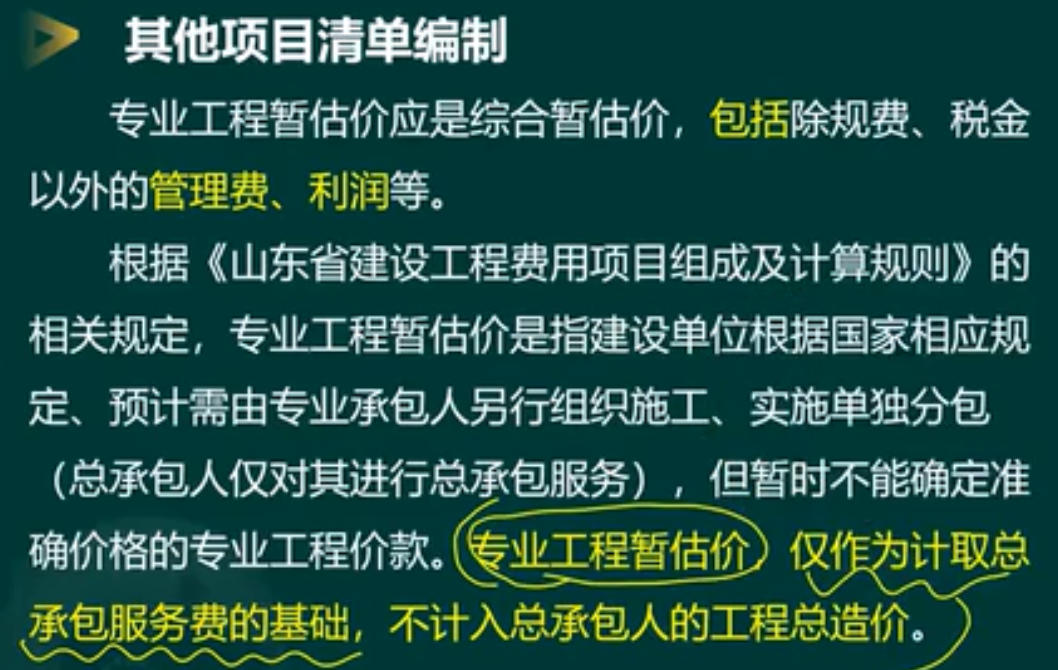 其他项目清单编制
专业工程暂估价应是综合暂估价，包括除规费、税金
以外的管理费、利润等。
根据《山东省建设工程费用项目组成及计算规则》的
相关规定，专业工程暂估价是指建设单位根据国家相应规
定、预计需由专业承包人另行组织施工、实施单独分包
（总承包人仅对其进行总承包服务），但暂时不能确定准
确价格的专业工程价款。专业工程暂估价，仅作为计取总
承包服务费的基础，不计入总承包人的工程总造价。